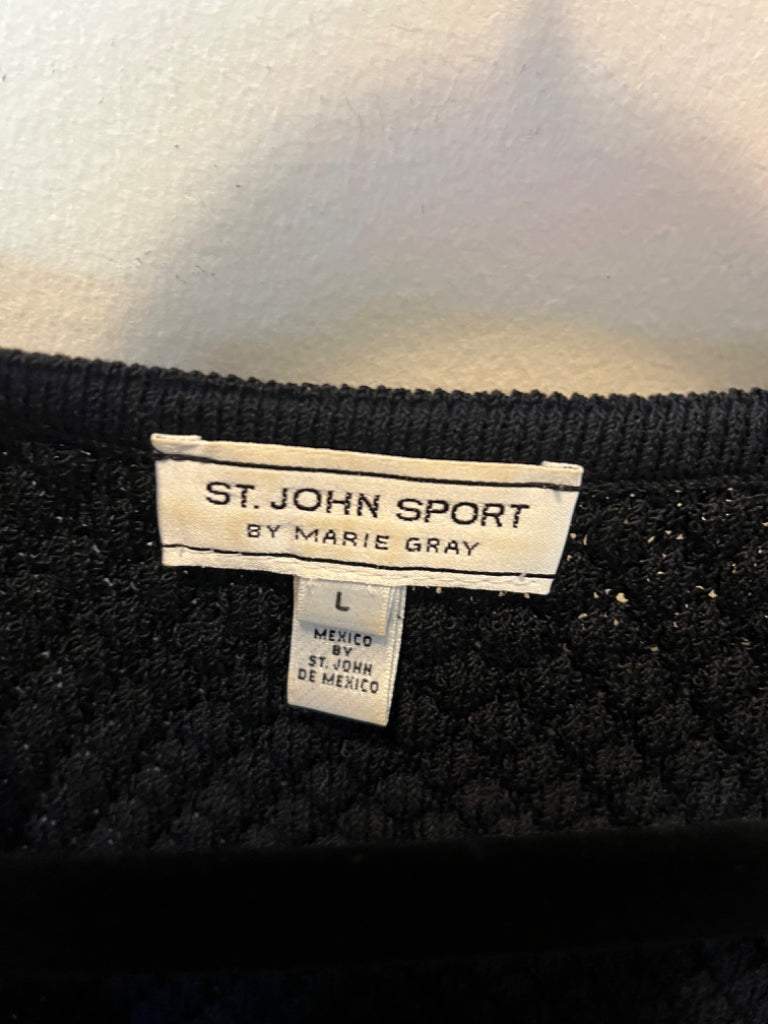 ST. JOHN SPORT
BY MARIE GRAY
L
MEXICO
BY
ST. JOHN
DE MEXICO